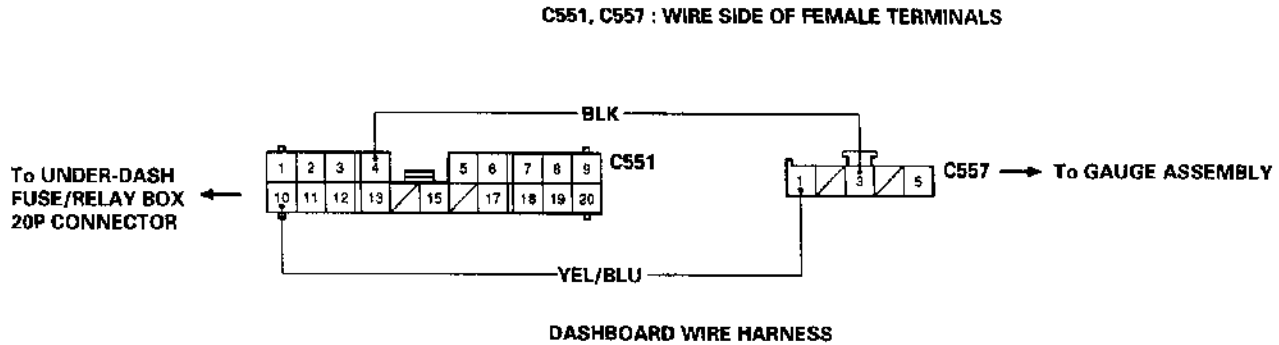 C551, C557 : WIRE SIDE OF FEMALE TERMINALS
BLK
1 2 3 4 5 6 7 8 9 C551
10 11 12 13 15 17 18 19 20
To UNDER-DASH
FUSE/RELAY BOX
20P CONNECTOR
1 3 5 C557
To GAUGE ASSEMBLY
YEL/BLU
DASHBOARD WIRE HARNESS